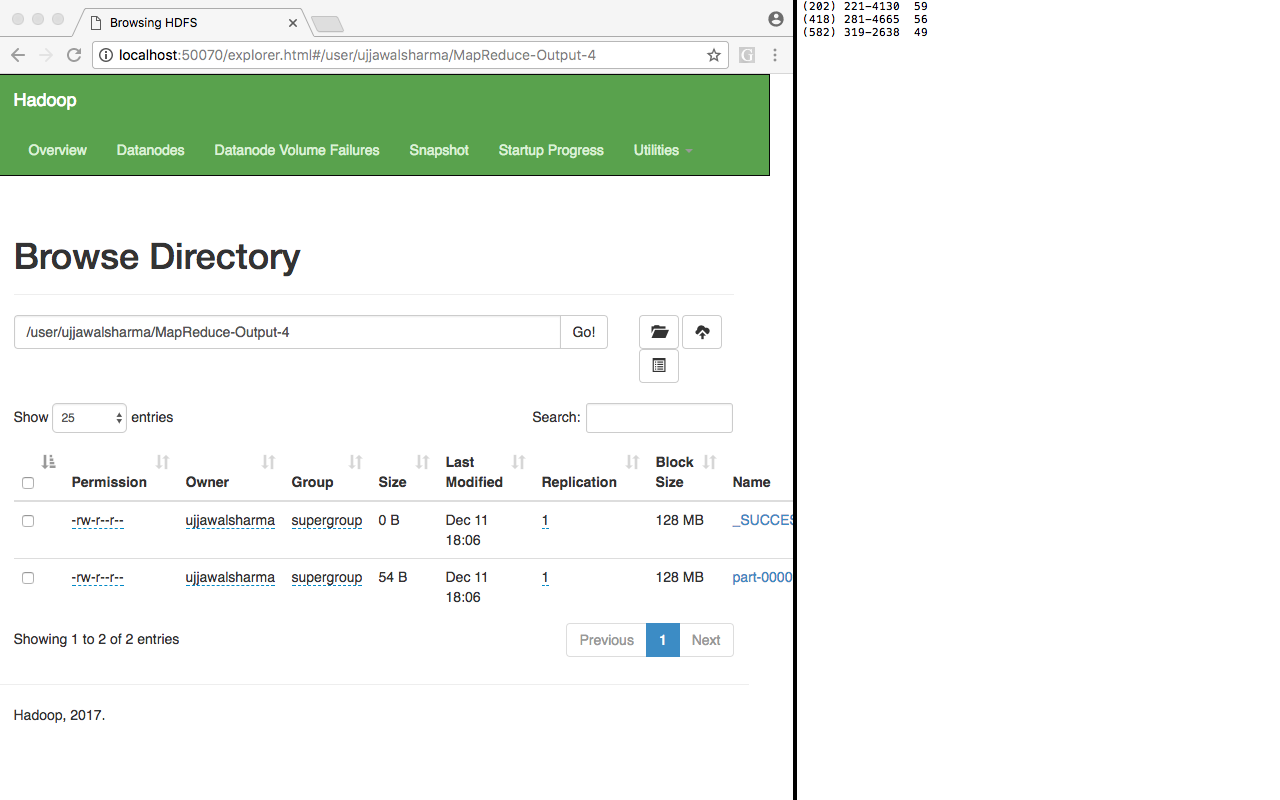 Browsing HDFS
localhost:50070/explorer.html#/user/ujjawalsharma/MapReduce-Output-4
Hadoop
Overview Datanodes Datanode Volume Failures Snapshot Startup Progress Utilities
Browse Directory
/user/ujjawalsharma/MapReduce-Output-4 Go!
Show 25 entries Search:
Permission Owner Group Size Last Modified Replication Block Size Name
-rw-r--r-- ujjawalsharma supergroup 0 B Dec 11 18:06 1 128 MB _SUCCES
-rw-r--r-- ujjawalsharma supergroup 54 B Dec 11 18:06 1 128 MB part-0000
Showing 1 to 2 of 2 entries Previous 1 Next
Hadoop, 2017.
(202) 221-4130 59
(418) 281-4665 56
(582) 319-2638 49